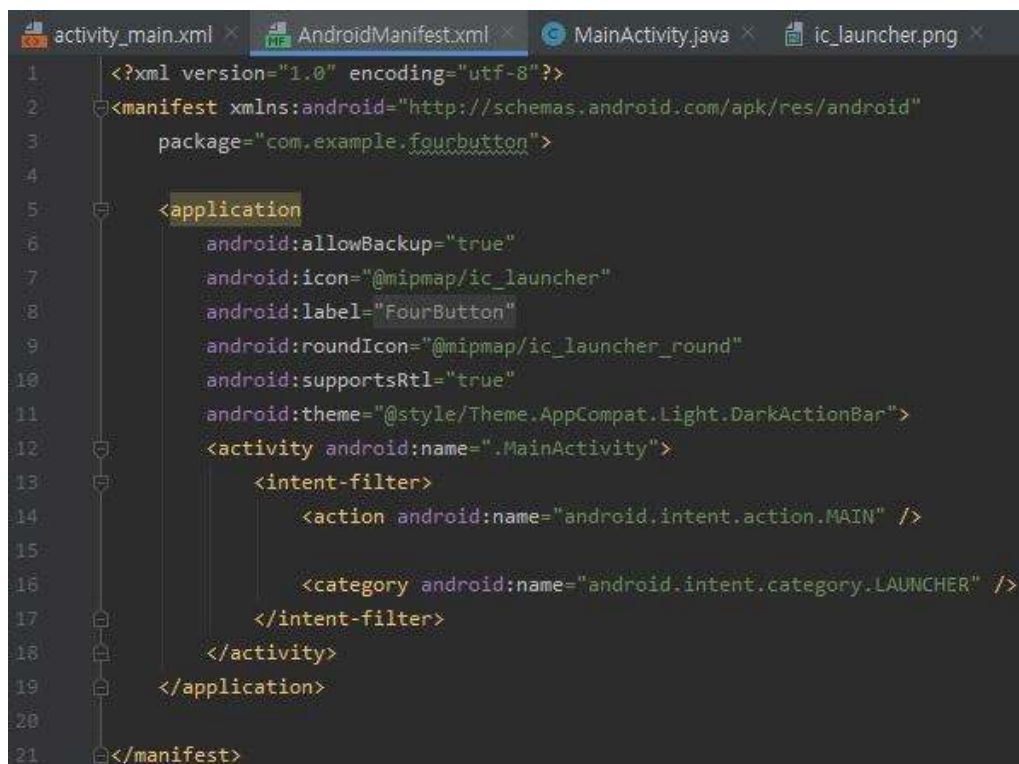 activity_main.xml AndroidManifest.xml MainActivity.java ic_launcher.png
1 <?xml version="1.0" encoding="utf-8"?>
2 <manifest xmlns:android="http://schemas.android.com/apk/res/android"
3 package="com.example.fourbutton">
4
5 <application
6 android:allowBackup="true"
7 android:icon="@mipmap/ic_launcher"
8 android:label="FourButton"
9 android:roundIcon="@mipmap/ic_launcher_round"
10 android:supportsRtl="true"
11 android:theme="@style/Theme.AppCompat.Light.DarkActionBar">
12 <activity android:name=".MainActivity">
13 <intent-filter>
14 <action android:name="android.intent.action.MAIN" />
15
16 <category android:name="android.intent.category.LAUNCHER" />
17 </intent-filter>
18 </activity>
19 </application>
20
21 </manifest>